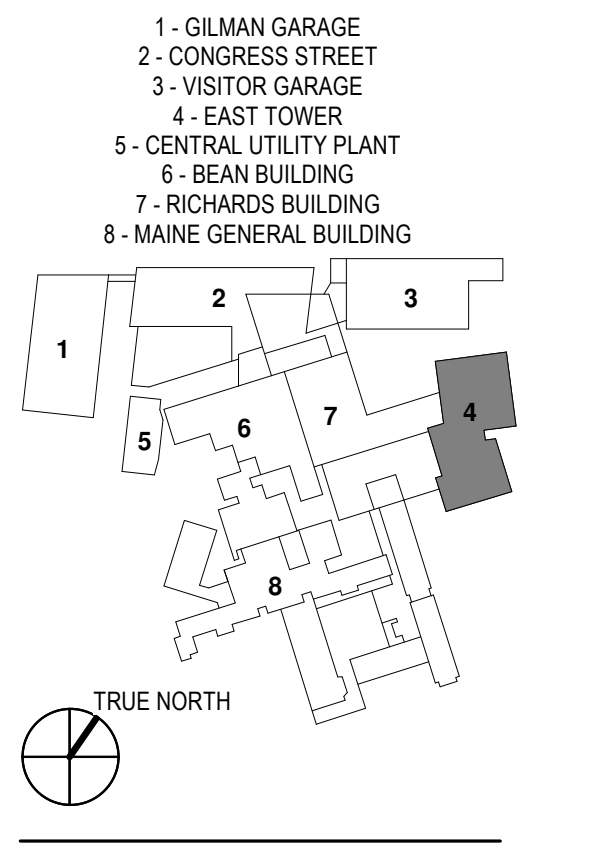 1 - GILMAN GARAGE
2 - CONGRESS STREET
3 - VISITOR GARAGE
4 - EAST TOWER
5 - CENTRAL UTILITY PLANT
6 - BEAN BUILDING
7 - RICHARDS BUILDING
8 - MAINE GENERAL BUILDING
2
3
1
4
7
6
5
8
TRUE NORTH